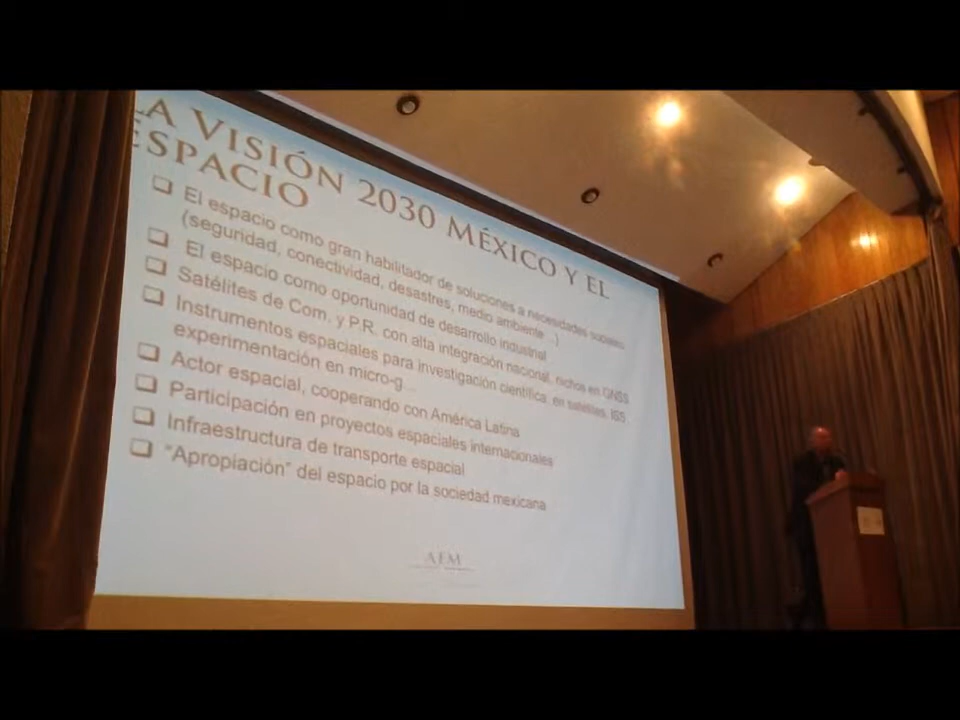 LA VISIÓN 2030 MÉXICO Y EL
ESPACIO
El espacio como gran habilitador de soluciones a necesidades sociales
(seguridad, conectividad, desastres, medio ambiente ...)
El espacio como oportunidad de desarrollo industrial
Satélites de Com. y P.R. con alta integración nacional, nichos en GNSS
Instrumentos espaciales para investigación científica, en satélites, ISS
experimentación en micro-g...
Actor espacial, cooperando con América Latina
Participación en proyectos espaciales internacionales
Infraestructura de transporte espacial
"Apropiación" del espacio por la sociedad mexicana
AEM